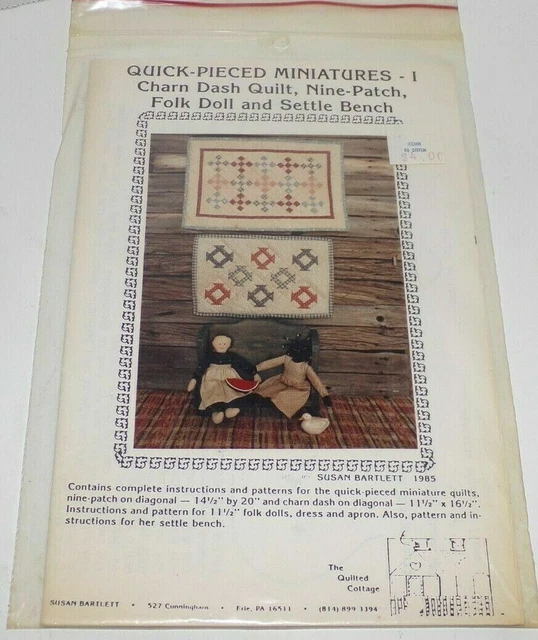 QUICK-PIECED MINIATURES - I
Charn Dash Quilt, Nine-Patch,
Folk Doll and Settle Bench
SUSAN BARTLETT 1985
Contains complete instructions and patterns for the quick-pieced miniature quilts,
nine-patch on diagonal — 14½" by 20" and charn dash on diagonal — 11½" x 16½".
Instructions and pattern for 11½" folk dolls, dress and apron. Also, pattern and in-
structions for her settle bench.
The
Quilted
Cottage
SUSAN BARTLETT • 527 Cunningham • Erie, PA 16511 • (814) 899 3394